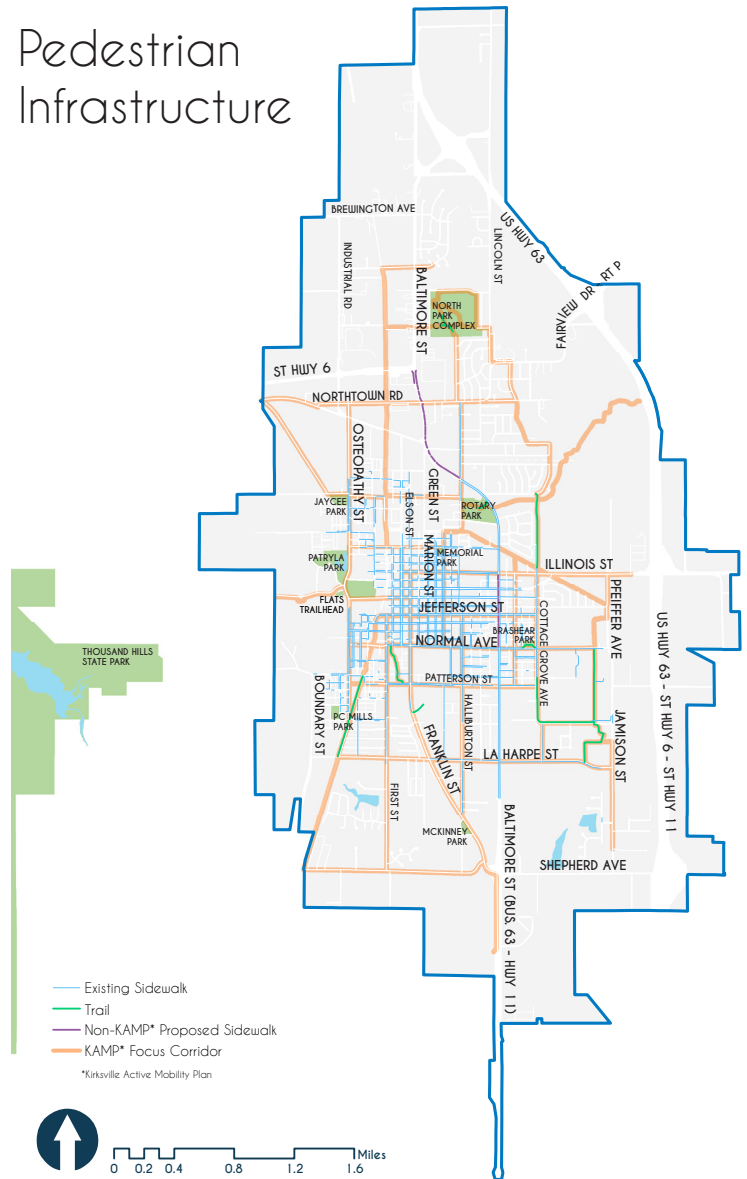 Pedestrian
Infrastructure
BREWINGTON AVE
US HWY 63
LINCOLN ST
INDUSTRIAL RD
BALTIMORE ST
FAIRVIEW DR - RT P
NORTH
PARK
COMPLEX
ST HWY 6
NORTHTOWN RD
OSTEOPATHY ST
GREEN ST
ELSON ST
JAYCEE
PARK
ROTARY
PARK
MARION ST
MEMORIAL
PARK
PATRYLA
PARK
ILLINOIS ST
FLATS
TRAILHEAD
JEFFERSON ST
PFEIFFER AVE
COTTAGE GROVE AVE
BRASHEAR
PARK
NORMAL AVE
US HWY 63 - ST HWY 6 - ST HWY 11
THOUSAND HILLS
STATE PARK
BOUNDARY ST
PATTERSON ST
HALLIBURTON ST
JAMISON ST
PC MILLS
PARK
FRANKLIN ST
LA HARPE ST
FIRST ST
BALTIMORE ST (BUS. 63 - HWY 11)
MCKINNEY
PARK
SHEPHERD AVE
Existing Sidewalk
Trail
Non-KAMP* Proposed Sidewalk
KAMP* Focus Corridor
*Kirksville Active Mobility Plan
Miles
0 0.2 0.4 0.8 1.2 1.6